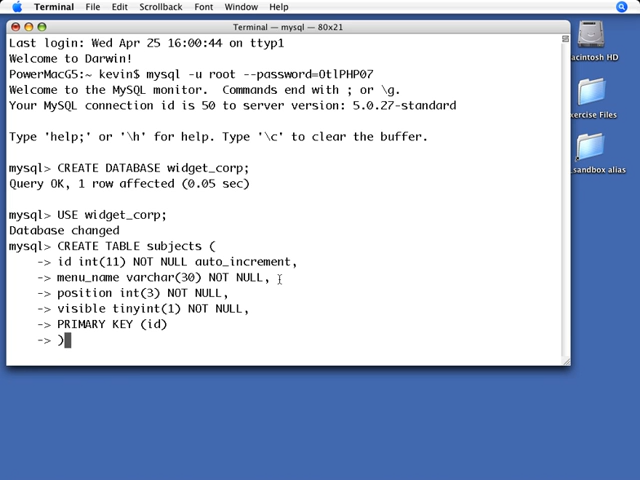 Terminal File Edit Scrollback Font Window Help
Terminal — mysql — 80x21
Last login: Wed Apr 25 16:00:44 on ttyp1
Welcome to Darwin!
PowerMacG5:~ kevin$ mysql -u root --password=OtlPHP07
Welcome to the MySQL monitor.  Commands end with ; or \g.
Your MySQL connection id is 50 to server version: 5.0.27-standard
Type 'help;' or '\h' for help. Type '\c' to clear the buffer.
mysql> CREATE DATABASE widget_corp;
Query OK, 1 row affected (0.05 sec)
mysql> USE widget_corp;
Database changed
mysql> CREATE TABLE subjects (
-> id int(11) NOT NULL auto_increment,
-> menu_name varchar(30) NOT NULL,
-> position int(3) NOT NULL,
-> visible tinyint(1) NOT NULL,
-> PRIMARY KEY (id)
-> )
acintosh HD
xercise Files
_sandbox alias